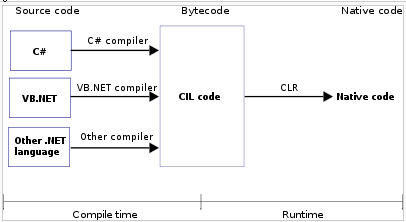 Source code Bytecode Native code
C# compiler
C#
VB.NET compiler CLR
VB.NET CIL code Native code
Other compiler
Other .NET
language
Compile time Runtime